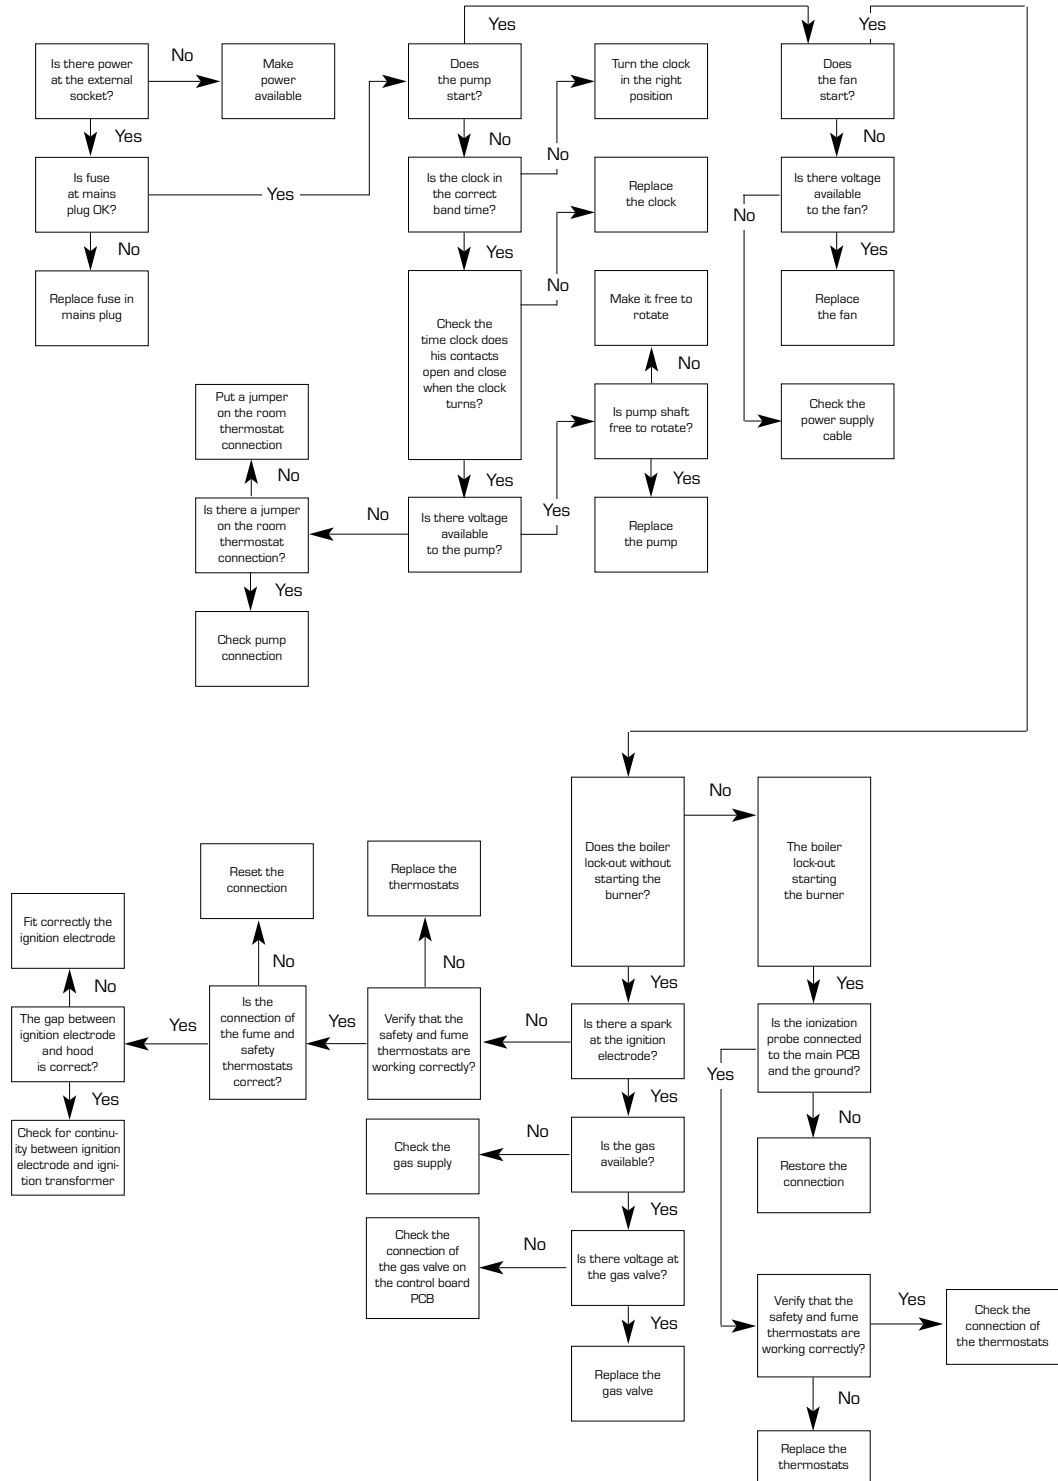 Yes
Yes
Is there power
at the external
socket?
No
Make
power
available
Does
the pump
start?
Turn the clock
in the right
position
Does
the fan
start?
Yes
No
No
No
Is fuse
at mains
plug OK?
Yes
Is the clock in
the correct
band time?
Replace
the clock
Is there voltage
available
to the fan?
No
No
Yes
Yes
Replace fuse in
mains plug
No
Check the
time clock does
his contacts
open and close
when the clock
turns?
Make it free to
rotate
Replace
the fan
No
Put a jumper
on the room
thermostat
connection
Is pump shaft
free to rotate?
Check the
power supply
cable
No
Yes
Yes
Yes
Is there a jumper
on the room
thermostat
connection?
No
Is there voltage
available
to the pump?
Replace
the pump
Yes
Check pump
connection
No
Does the boiler
lock-out without
starting the
burner?
The boiler
lock-out
starting
the burner
Reset the
connection
Replace the
thermostats
Fit correctly the
ignition electrode
No
No
No
Yes
Yes
The gap between
ignition electrode
and hood
is correct?
Yes
Is the
connection of
the fume and
safety
thermostats
correct?
Yes
Verify that the
safety and fume
thermostats are
working correctly?
No
Is there a spark
at the ignition
electrode?
Is the ionization
probe connected
to the main PCB
and the ground?
Yes
Yes
Yes
No
Check for continu-
ity between ignition
electrode and igni-
tion transformer
Check the
gas supply
No
Is the gas
available?
Restore the
connection
Yes
Check the
connection of
the gas valve on
the control board
PCB
No
Is there voltage at
the gas valve?
Yes
Verify that the
safety and fume
thermostats are
working correctly?
Yes
Check the
connection of
the thermostats
Replace the
gas valve
No
Replace the
thermostats